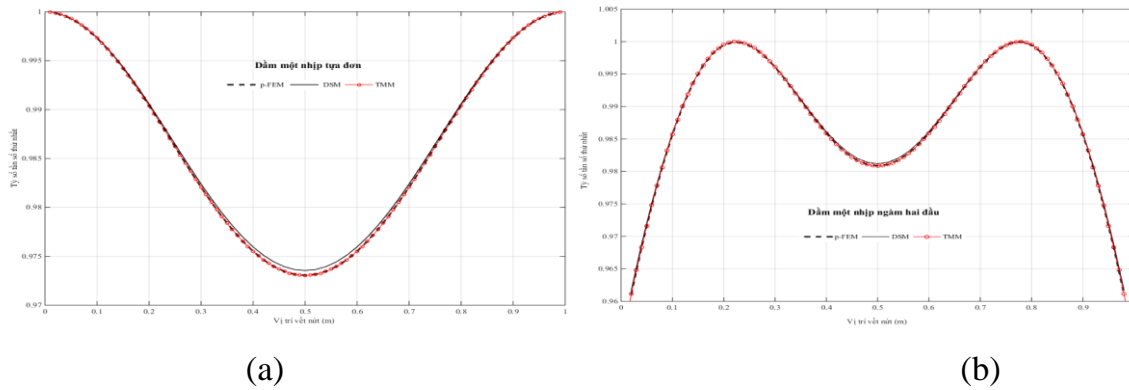 1
0.995
0.99
0.985
0.98
0.975
0.97
Tỷ số tần số thứ nhất
Dầm một nhịp tựa đơn
p-FEM DSM TMM
0 0.1 0.2 0.3 0.4 0.5 0.6 0.7 0.8 0.9 1
Vị trí vết nứt (m)
(a)
1.005
1
0.995
0.99
0.985
0.98
0.975
0.97
0.965
0.96
Tỷ số tần số thứ nhất
Dầm một nhịp ngàm hai đầu
p-FEM DSM TMM
0 0.1 0.2 0.3 0.4 0.5 0.6 0.7 0.8 0.9
Vị trí vết nứt (m)
(b)